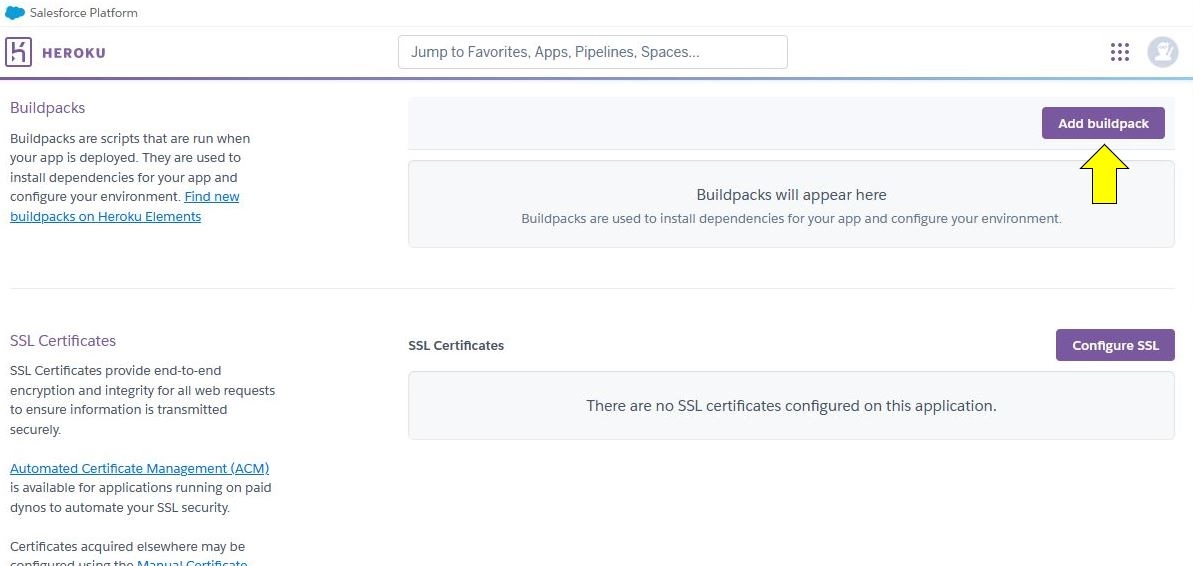 Salesforce Platform
HEROKU
Jump to Favorites, Apps, Pipelines, Spaces...
Buildpacks
Buildpacks are scripts that are run when
your app is deployed. They are used to
install dependencies for your app and
configure your environment. Find new
buildpacks on Heroku Elements
Add buildpack
Buildpacks will appear here
Buildpacks are used to install dependencies for your app and configure your environment.
SSL Certificates
SSL Certificates provide end-to-end
encryption and integrity for all web requests
to ensure information is transmitted
securely.
Automated Certificate Management (ACM)
is available for applications running on paid
dynos to automate your SSL security.
Certificates acquired elsewhere may be
configured using the Manual Certificate
SSL Certificates
Configure SSL
There are no SSL certificates configured on this application.